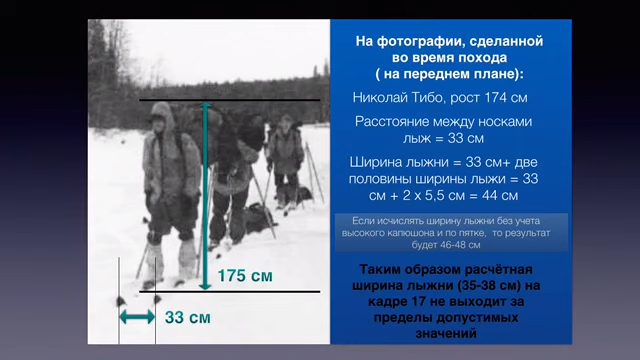 На фотографии, сделанной
во время похода
( на переднем плане):
Николай Тибо, рост 174 см
Расстояние между носками
лыж = 33 см
Ширина лыжни = 33 см+ две
половины ширины лыжи = 33
см + 2 х 5,5 см = 44 см
Если исчислять ширину лыжни без учета
высокого капюшона и по пятке, то результат
будет 46-48 см
Таким образом расчётная
ширина лыжни (35-38 см) на
кадре 17 не выходит за
пределы допустимых
значений
175 см
33 см